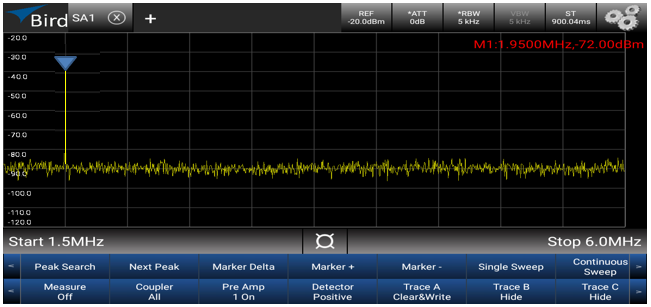 Bird SA1 +
REF
-20.0dBm
*ATT
0dB
*RBW
5 kHz
VBW
5 kHz
ST
900.04ms
M1:1.9500MHz,-72.00dBm
-20.0
-30.0
-40.0
-50.0
-60.0
-70.0
-80.0
-90.0
-100.0
-110.0
-120.0
Start 1.5MHz
Stop 6.0MHz
Peak Search
Next Peak
Marker Delta
Marker +
Marker -
Single Sweep
Continuous
Sweep
Measure
Off
Coupler
All
Pre Amp
1 On
Detector
Positive
Trace A
Clear&Write
Trace B
Hide
Trace C
Hide